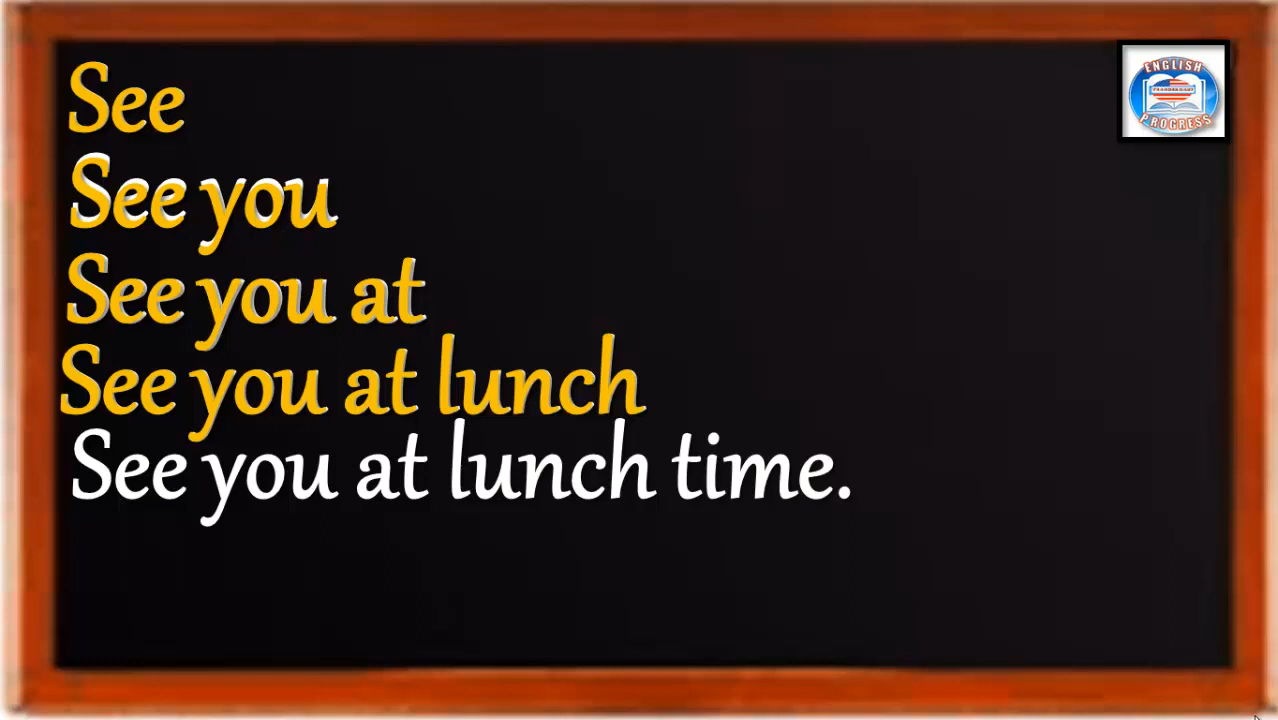 See
See you
See you at
See you at lunch
See you at lunch time.
ENGLISH
PROGRESS